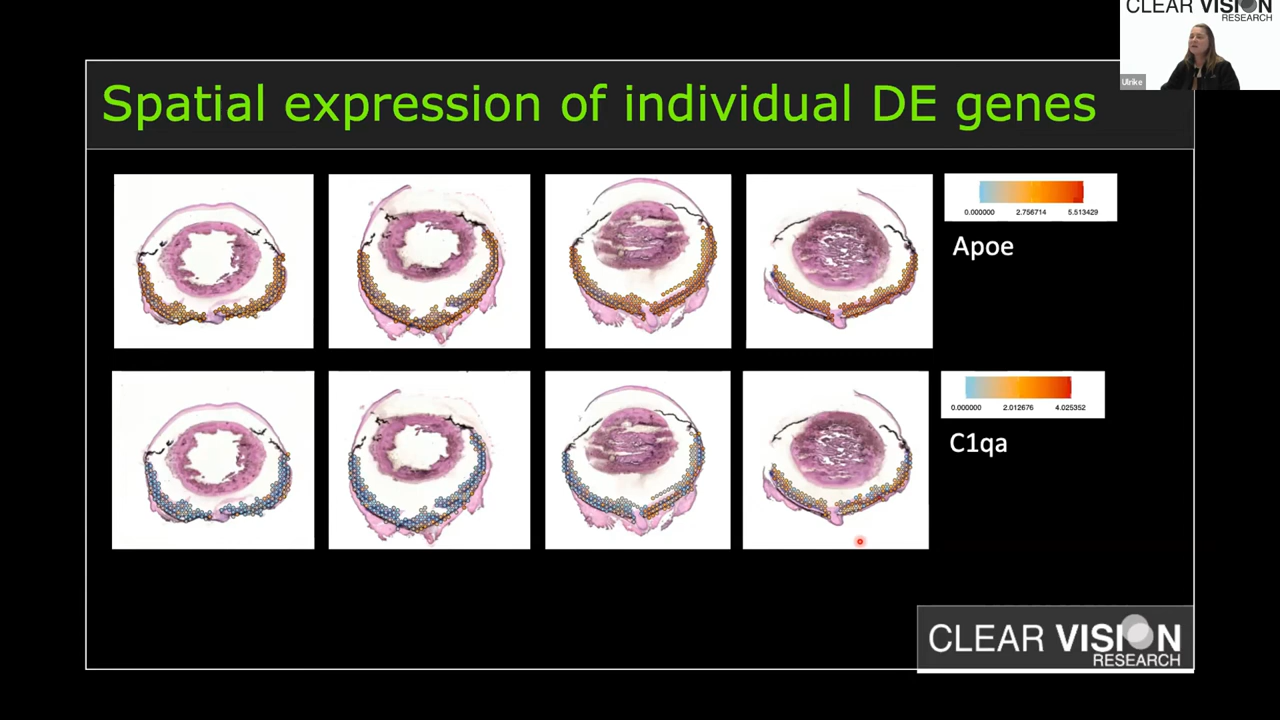 CLEAR VISION
RESEARCH
Ulrike
Spatial expression of individual DE genes
0.000000 2.756714 5.513429
Apoe
0.000000 2.012676 4.025352
C1qa
CLEAR VISION
RESEARCH